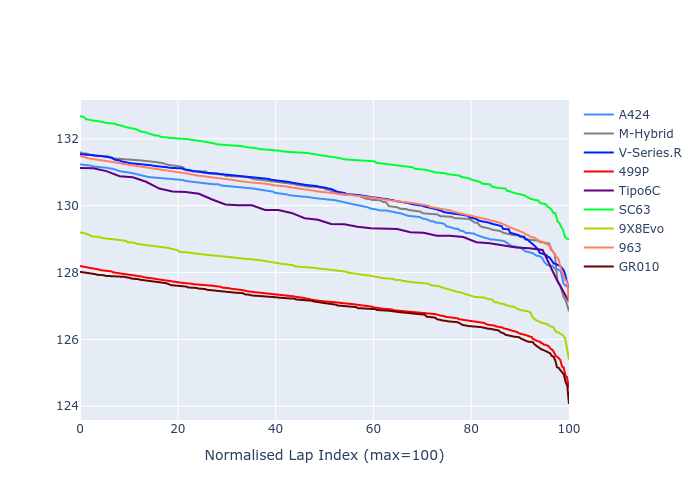 132
130
128
126
124
0 20 40 60 80 100
Normalised Lap Index (max=100)
A424
M-Hybrid
V-Series.R
499P
Tipo6C
SC63
9X8Evo
963
GR010